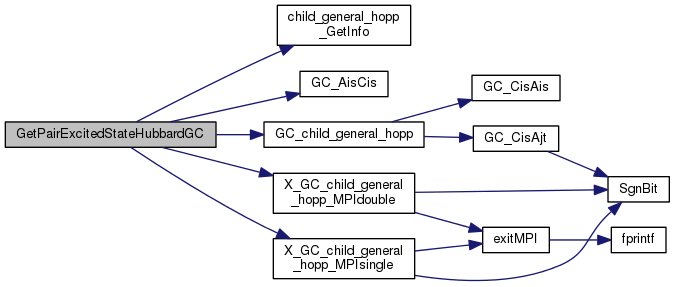 child_general_hopp
_GetInfo
GC_AisCis
GC_CisAis
GetPairExcitedStateHubbardGC
GC_child_general_hopp
GC_CisAjt
X_GC_child_general
_hopp_MPIdouble
SgnBit
exitMPI
fprintf
X_GC_child_general
_hopp_MPIsingle